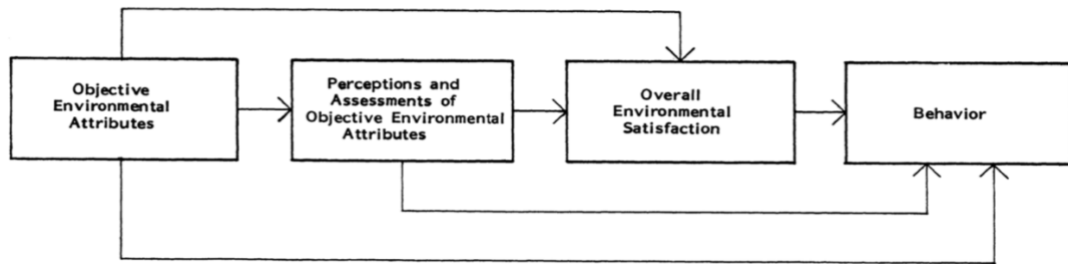 Objective
Environmental
Attributes
Perceptions and
Assessments of
Objective Environmental
Attributes
Overall
Environmental
Satisfaction
Behavior